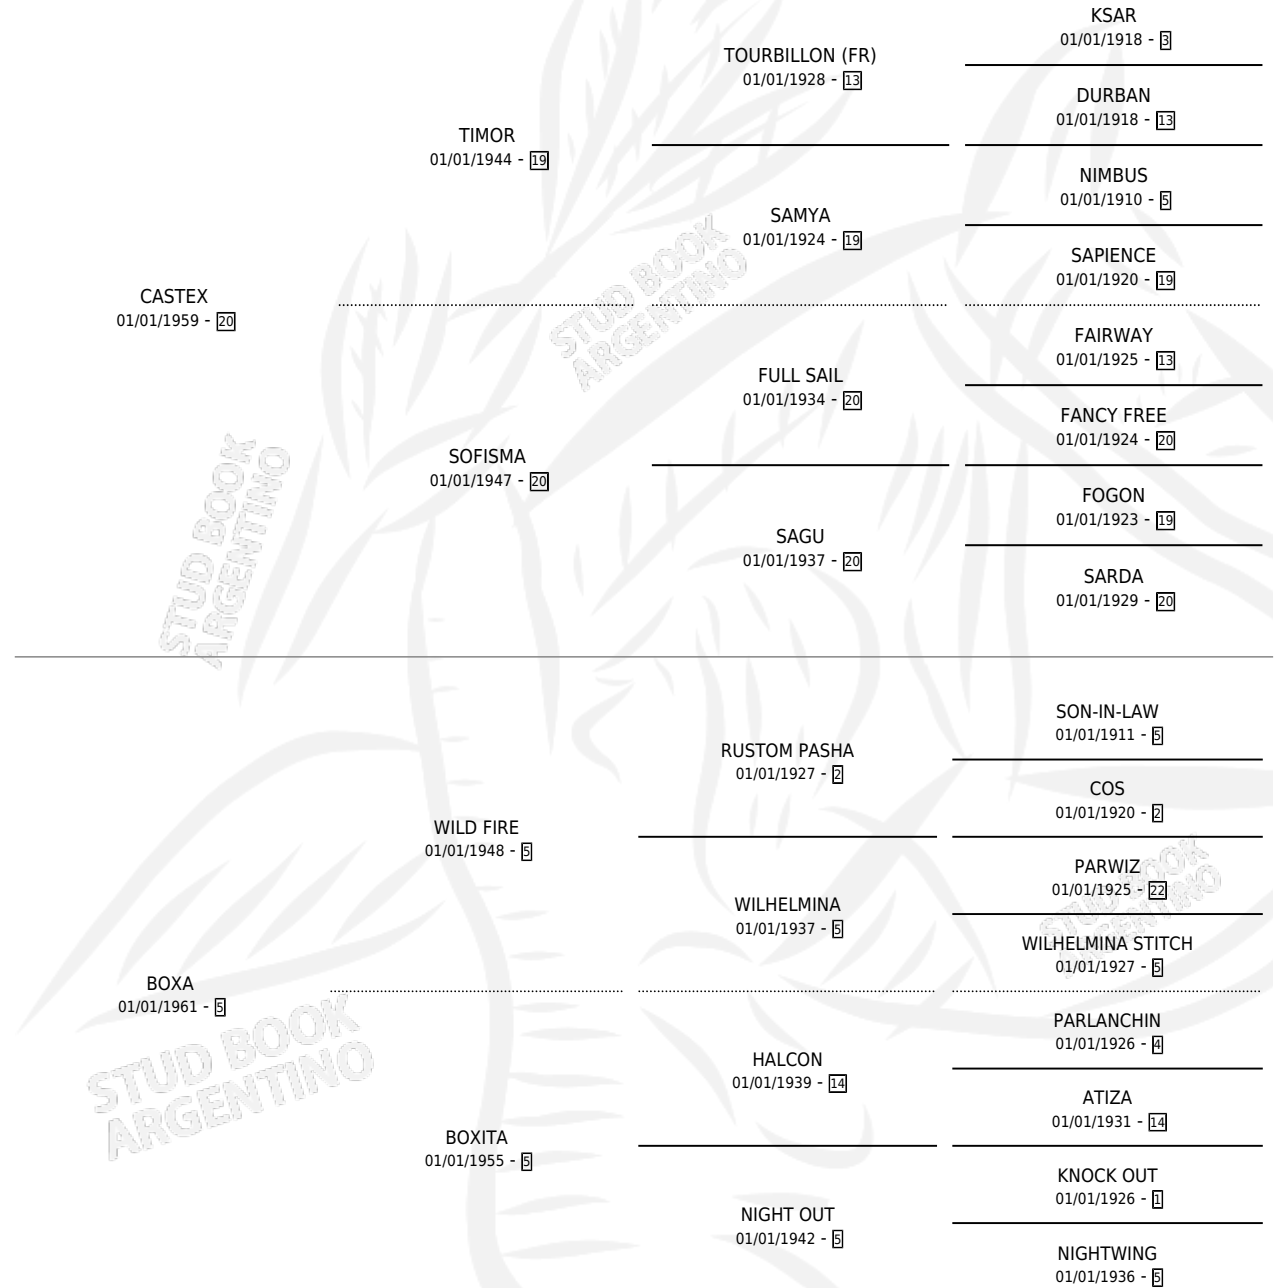 KSAR
01/01/1918 - 3
TOURBILLON (FR)
01/01/1928 - 13
DURBAN
01/01/1918 - 13
TIMOR
01/01/1944 - 19
NIMBUS
01/01/1910 - 5
SAMYA
01/01/1924 - 19
SAPIENCE
01/01/1920 - 19
CASTEX
01/01/1959 - 20
FAIRWAY
01/01/1925 - 13
FULL SAIL
01/01/1934 - 20
FANCY FREE
01/01/1924 - 20
SOFISMA
01/01/1947 - 20
FOGON
01/01/1923 - 19
SAGU
01/01/1937 - 20
SARDA
01/01/1929 - 20
STUD BOOK
ARGENTINO
STUD BOOK
ARGENTINO
SON-IN-LAW
01/01/1911 - 5
RUSTOM PASHA
01/01/1927 - 2
COS
01/01/1920 - 2
WILD FIRE
01/01/1948 - 5
PARWIZ
01/01/1925 - 22
WILHELMINA
01/01/1937 - 5
WILHELMINA STITCH
01/01/1927 - 5
BOXA
01/01/1961 - 5
PARLANCHIN
01/01/1926 - 4
HALCON
01/01/1939 - 14
ATIZA
01/01/1931 - 14
BOXITA
01/01/1955 - 5
KNOCK OUT
01/01/1926 - 1
NIGHT OUT
01/01/1942 - 5
NIGHTWING
01/01/1936 - 5
STUD BOOK
ARGENTINO
STUD BOOK
ARGENTINO